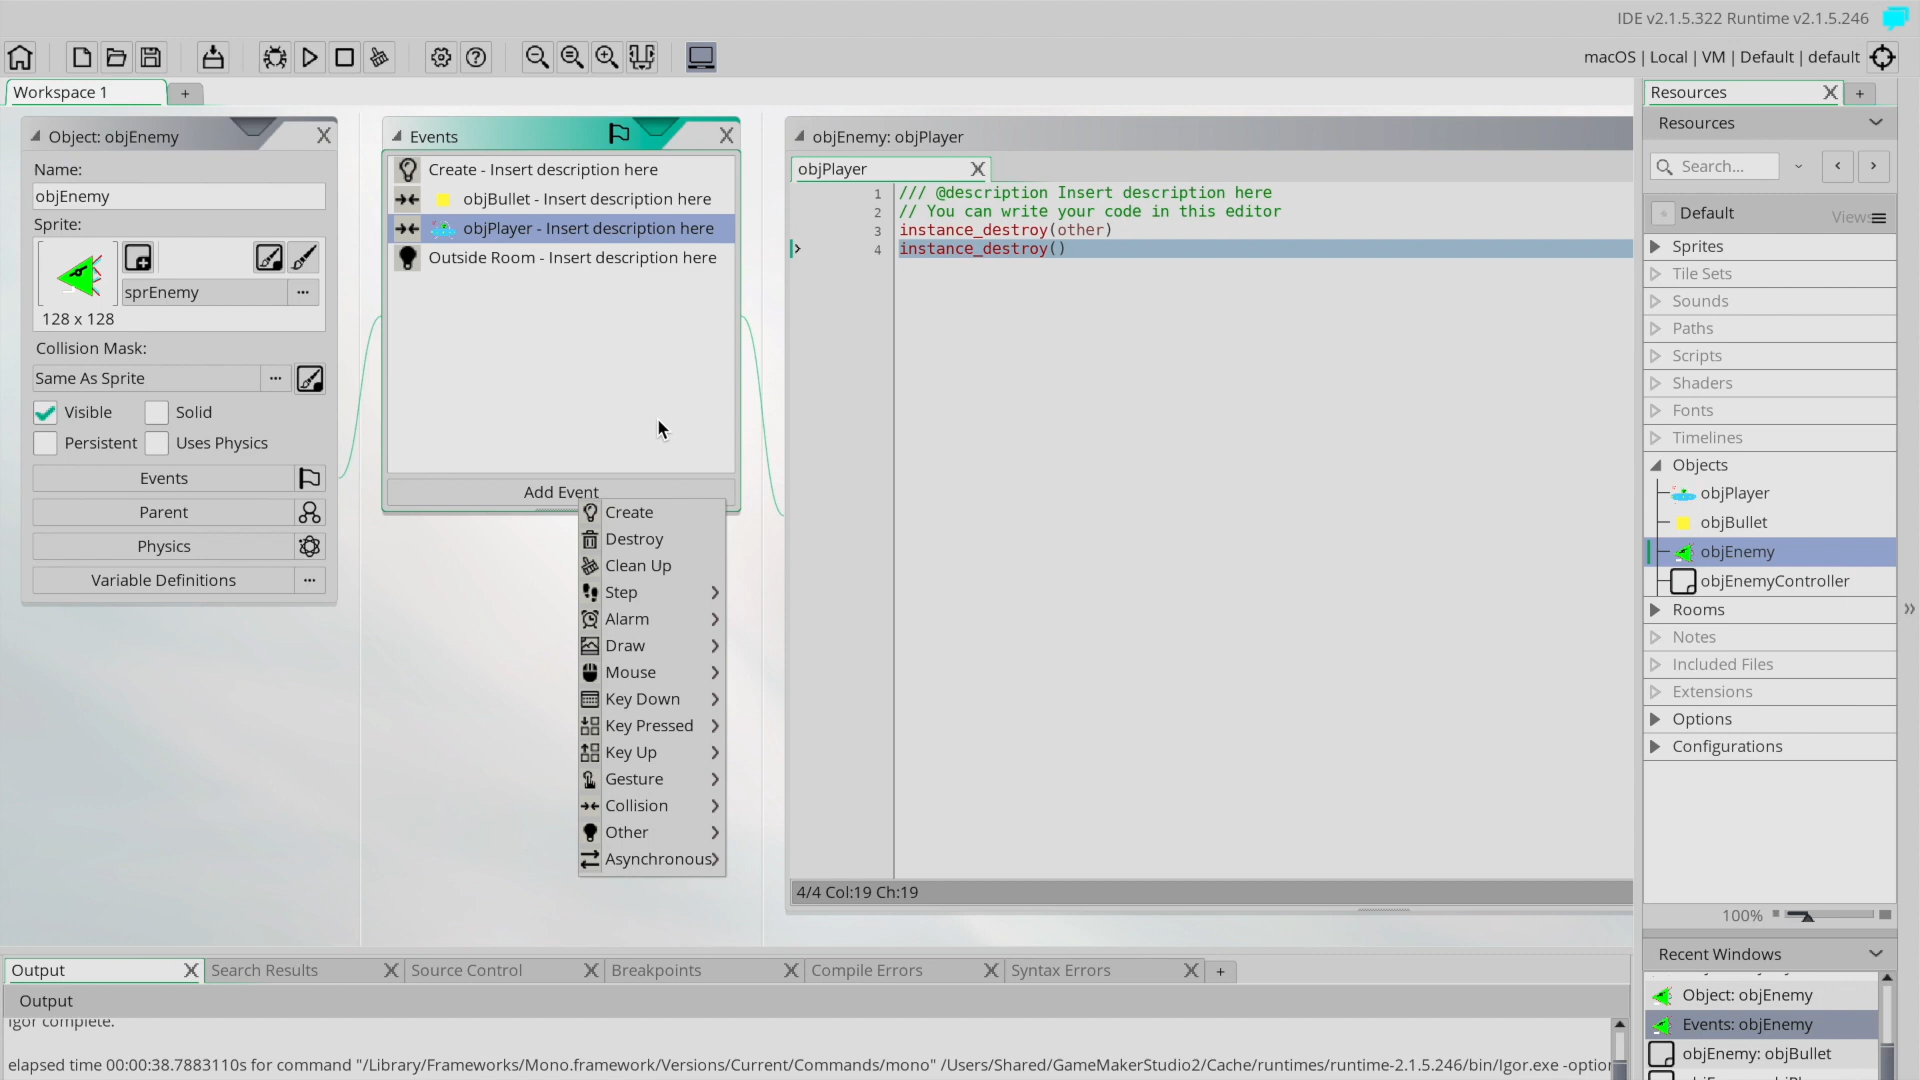 IDE v2.1.5.322 Runtime v2.1.5.246
macOS | Local | VM | Default | default
Workspace 1
+
Object: objEnemy
Name:
objEnemy
Sprite:
sprEnemy
...
128 x 128
Collision Mask:
Same As Sprite
...
Visible
Solid
Persistent
Uses Physics
Events
Parent
Physics
Variable Definitions
...
Events
Create - Insert description here
objBullet - Insert description here
objPlayer - Insert description here
Outside Room - Insert description here
Add Event
Create
Destroy
Clean Up
Step
Alarm
Draw
Mouse
Key Down
Key Pressed
Key Up
Gesture
Collision
Other
Asynchronous
objEnemy: objPlayer
objPlayer
1 /// @description Insert description here
2 // You can write your code in this editor
3 instance_destroy(other)
4 instance_destroy()
4/4 Col:19 Ch:19
Resources
+
Resources
Search...
Default
Views
Sprites
Tile Sets
Sounds
Paths
Scripts
Shaders
Fonts
Timelines
Objects
objPlayer
objBullet
objEnemy
objEnemyController
Rooms
Notes
Included Files
Extensions
Options
Configurations
100%
Recent Windows
Object: objEnemy
Events: objEnemy
objEnemy: objBullet
Output
Search Results
Source Control
Breakpoints
Compile Errors
Syntax Errors
+
Output
Igor complete.
elapsed time 00:00:38.7883110s for command "/Library/Frameworks/Mono.framework/Versions/Current/Commands/mono" /Users/Shared/GameMakerStudio2/Cache/runtimes/runtime-2.1.5.246/bin/Igor.exe -optio